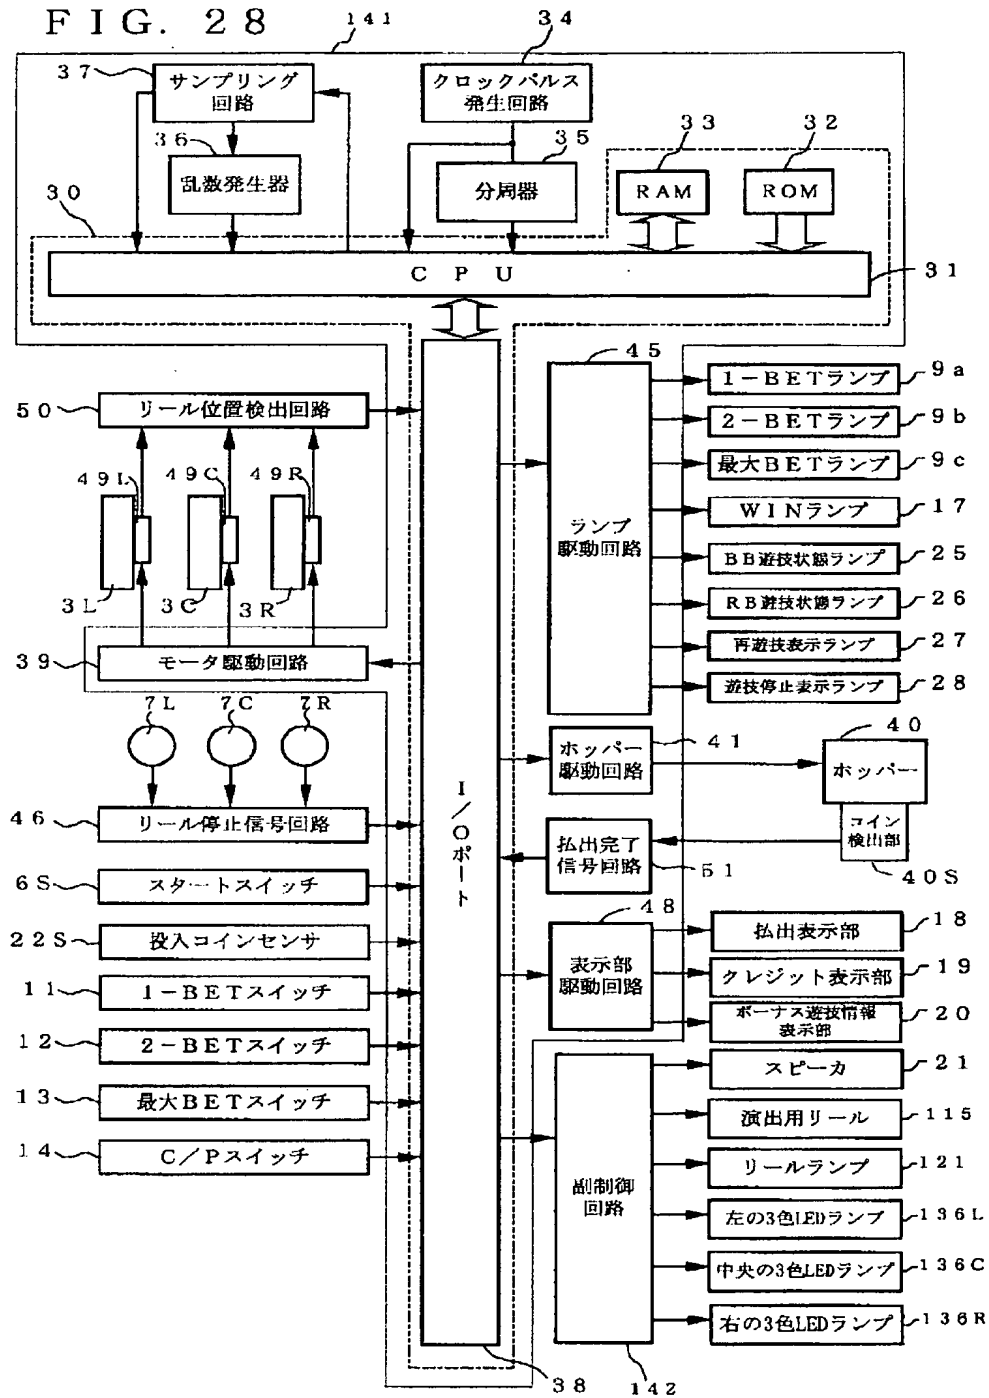 FIG. 28
141
37
サンプリング
回路
34
クロックパルス
発生回路
36
乱数発生器
35
分周器
33
RAM
32
ROM
30
CPU
31
50
リール位置検出回路
49L
49C
49R
3L
3C
3R
39
モータ駆動回路
7L
7C
7R
46
リール停止信号回路
6S
スタートスイッチ
22S
投入コインセンサ
11
1-BETスイッチ
12
2-BETスイッチ
13
最大BETスイッチ
14
C/Pスイッチ
I/Oポート
38
45
ランプ
駆動回路
1-BETランプ
9a
2-BETランプ
9b
最大BETランプ
9c
WINランプ
17
BB遊技状態ランプ
25
RB遊技状態ランプ
26
再遊技表示ランプ
27
遊技停止表示ランプ
28
ホッパー
駆動回路
41
40
ホッパー
コイン
検出部
40S
払出完了
信号回路
51
48
表示部
駆動回路
払出表示部
18
クレジット表示部
19
ボーナス遊技情報
表示部
20
副制御
回路
142
スピーカ
21
演出用リール
115
リールランプ
121
左の3色LEDランプ
136L
中央の3色LEDランプ
136C
右の3色LEDランプ
136R